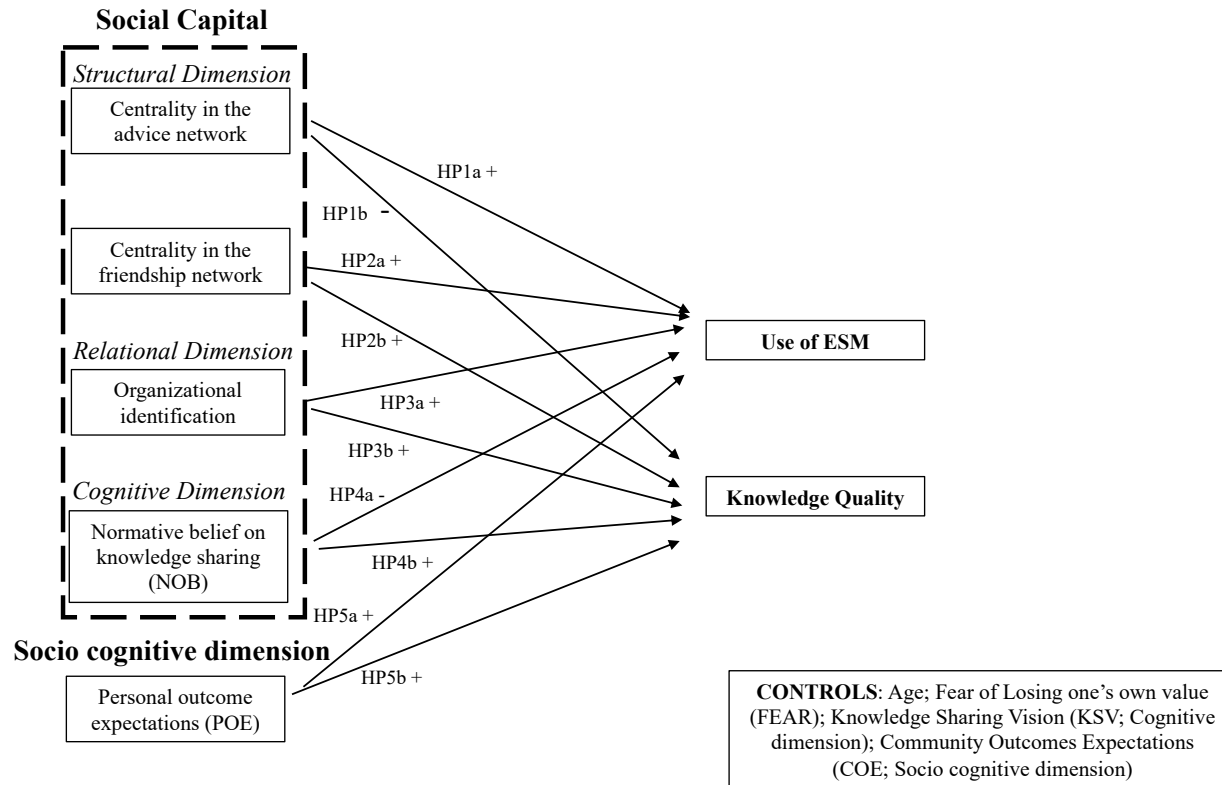 Social Capital
Structural Dimension
Centrality in the
advice network
HP1a +
HP1b -
Centrality in the
friendship network
HP2a +
HP2b +
Use of ESM
Relational Dimension
Organizational
identification
HP3a +
HP3b +
Cognitive Dimension
Knowledge Quality
HP4a -
Normative belief on
knowledge sharing
(NOB)
HP4b +
HP5a +
Socio cognitive dimension
HP5b +
Personal outcome
expectations (POE)
CONTROLS: Age; Fear of Losing one’s own value
(FEAR); Knowledge Sharing Vision (KSV; Cognitive
dimension); Community Outcomes Expectations
(COE; Socio cognitive dimension)